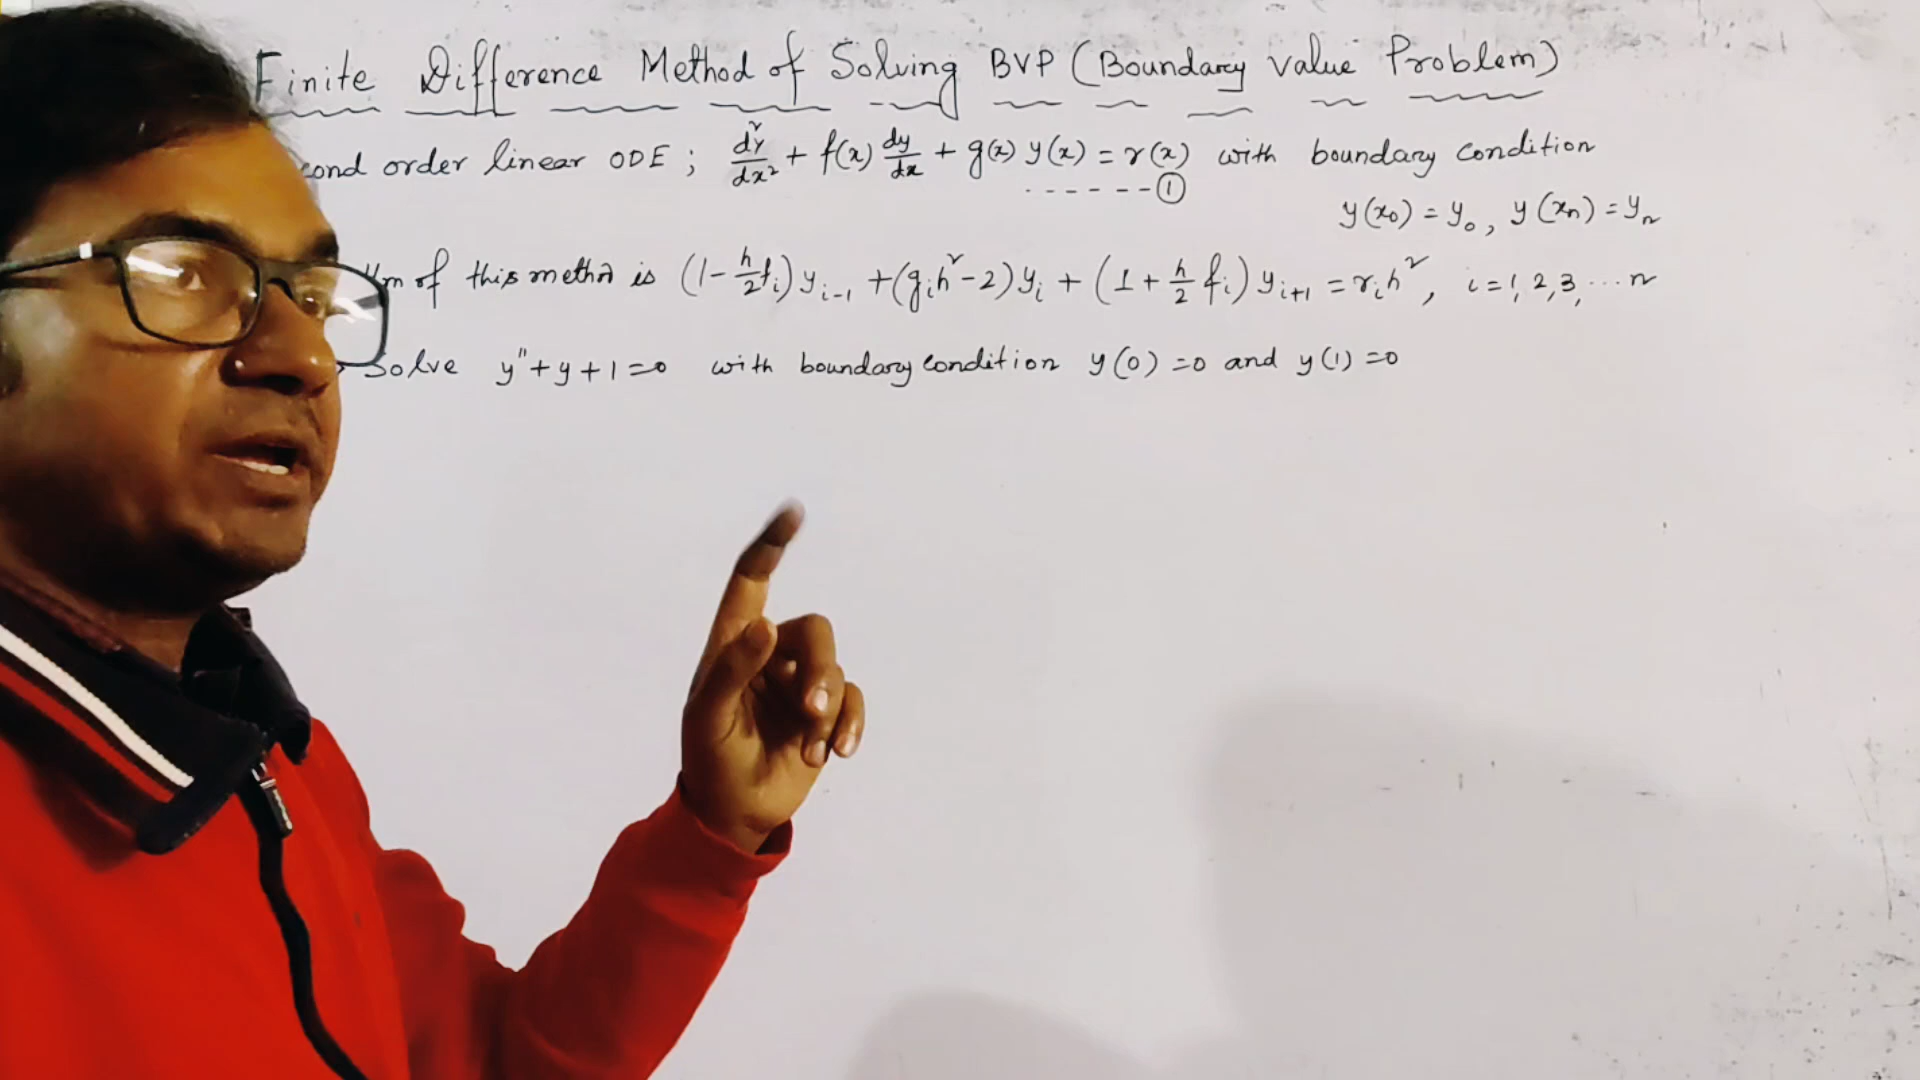 Finite Difference Method of Solving BVP (Boundary Value Problem)
cond order linear ODE ; d²y/dx² + f(x) dy/dx + g(x) y(x) = r(x) with boundary condition
------①
y(x₀) = y₀, y(xₙ) = yₙ
of this method is (1 - h/2 fᵢ) yᵢ₋₁ + (gᵢh² - 2) yᵢ + (1 + h/2 fᵢ) yᵢ₊₁ = rᵢh², i = 1, 2, 3, ... n
Solve y'' + y + 1 = 0 with boundary condition y(0) = 0 and y(1) = 0